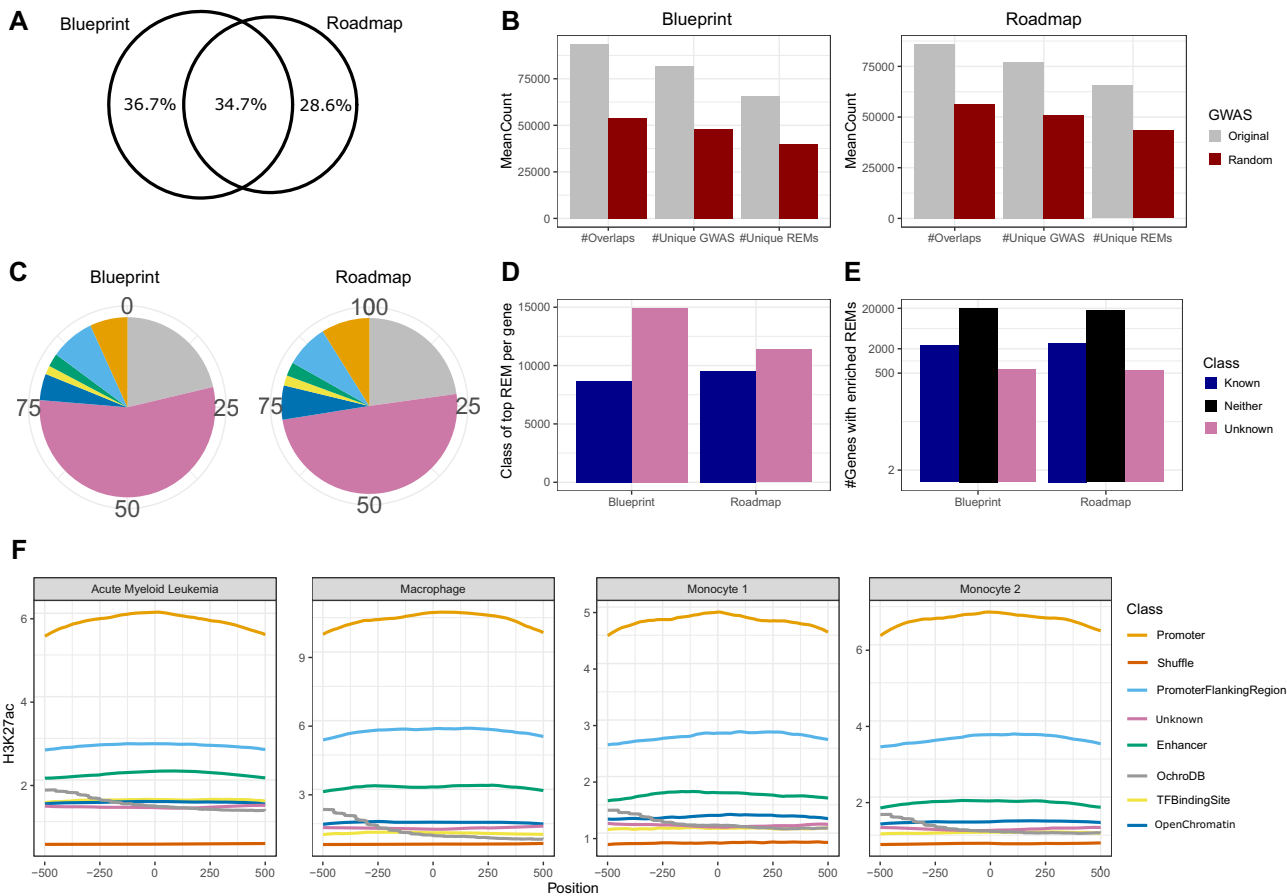 A
Blueprint
Roadmap
36.7%
34.7%
28.6%
B
Blueprint
Roadmap
MeanCount
75000
50000
25000
0
#Overlaps
#Unique GWAS
#Unique REMs
MeanCount
75000
50000
25000
0
#Overlaps
#Unique GWAS
#Unique REMs
GWAS
Original
Random
C
Blueprint
0
25
50
75
Roadmap
100
25
50
75
D
Class of top REM per gene
15000
10000
5000
0
Blueprint
Roadmap
E
#Genes with enriched REMs
20000
2000
500
2
Blueprint
Roadmap
Class
Known
Neither
Unknown
F
H3K27ac
Acute Myeloid Leukemia
6
4
2
−500
−250
0
250
500
Macrophage
9
6
3
−500
−250
0
250
500
Monocyte 1
5
4
3
2
1
−500
−250
0
250
500
Monocyte 2
6
4
2
−500
−250
0
250
500
Position
Class
Promoter
Shuffle
PromoterFlankingRegion
Unknown
Enhancer
OchroDB
TFBindingSite
OpenChromatin